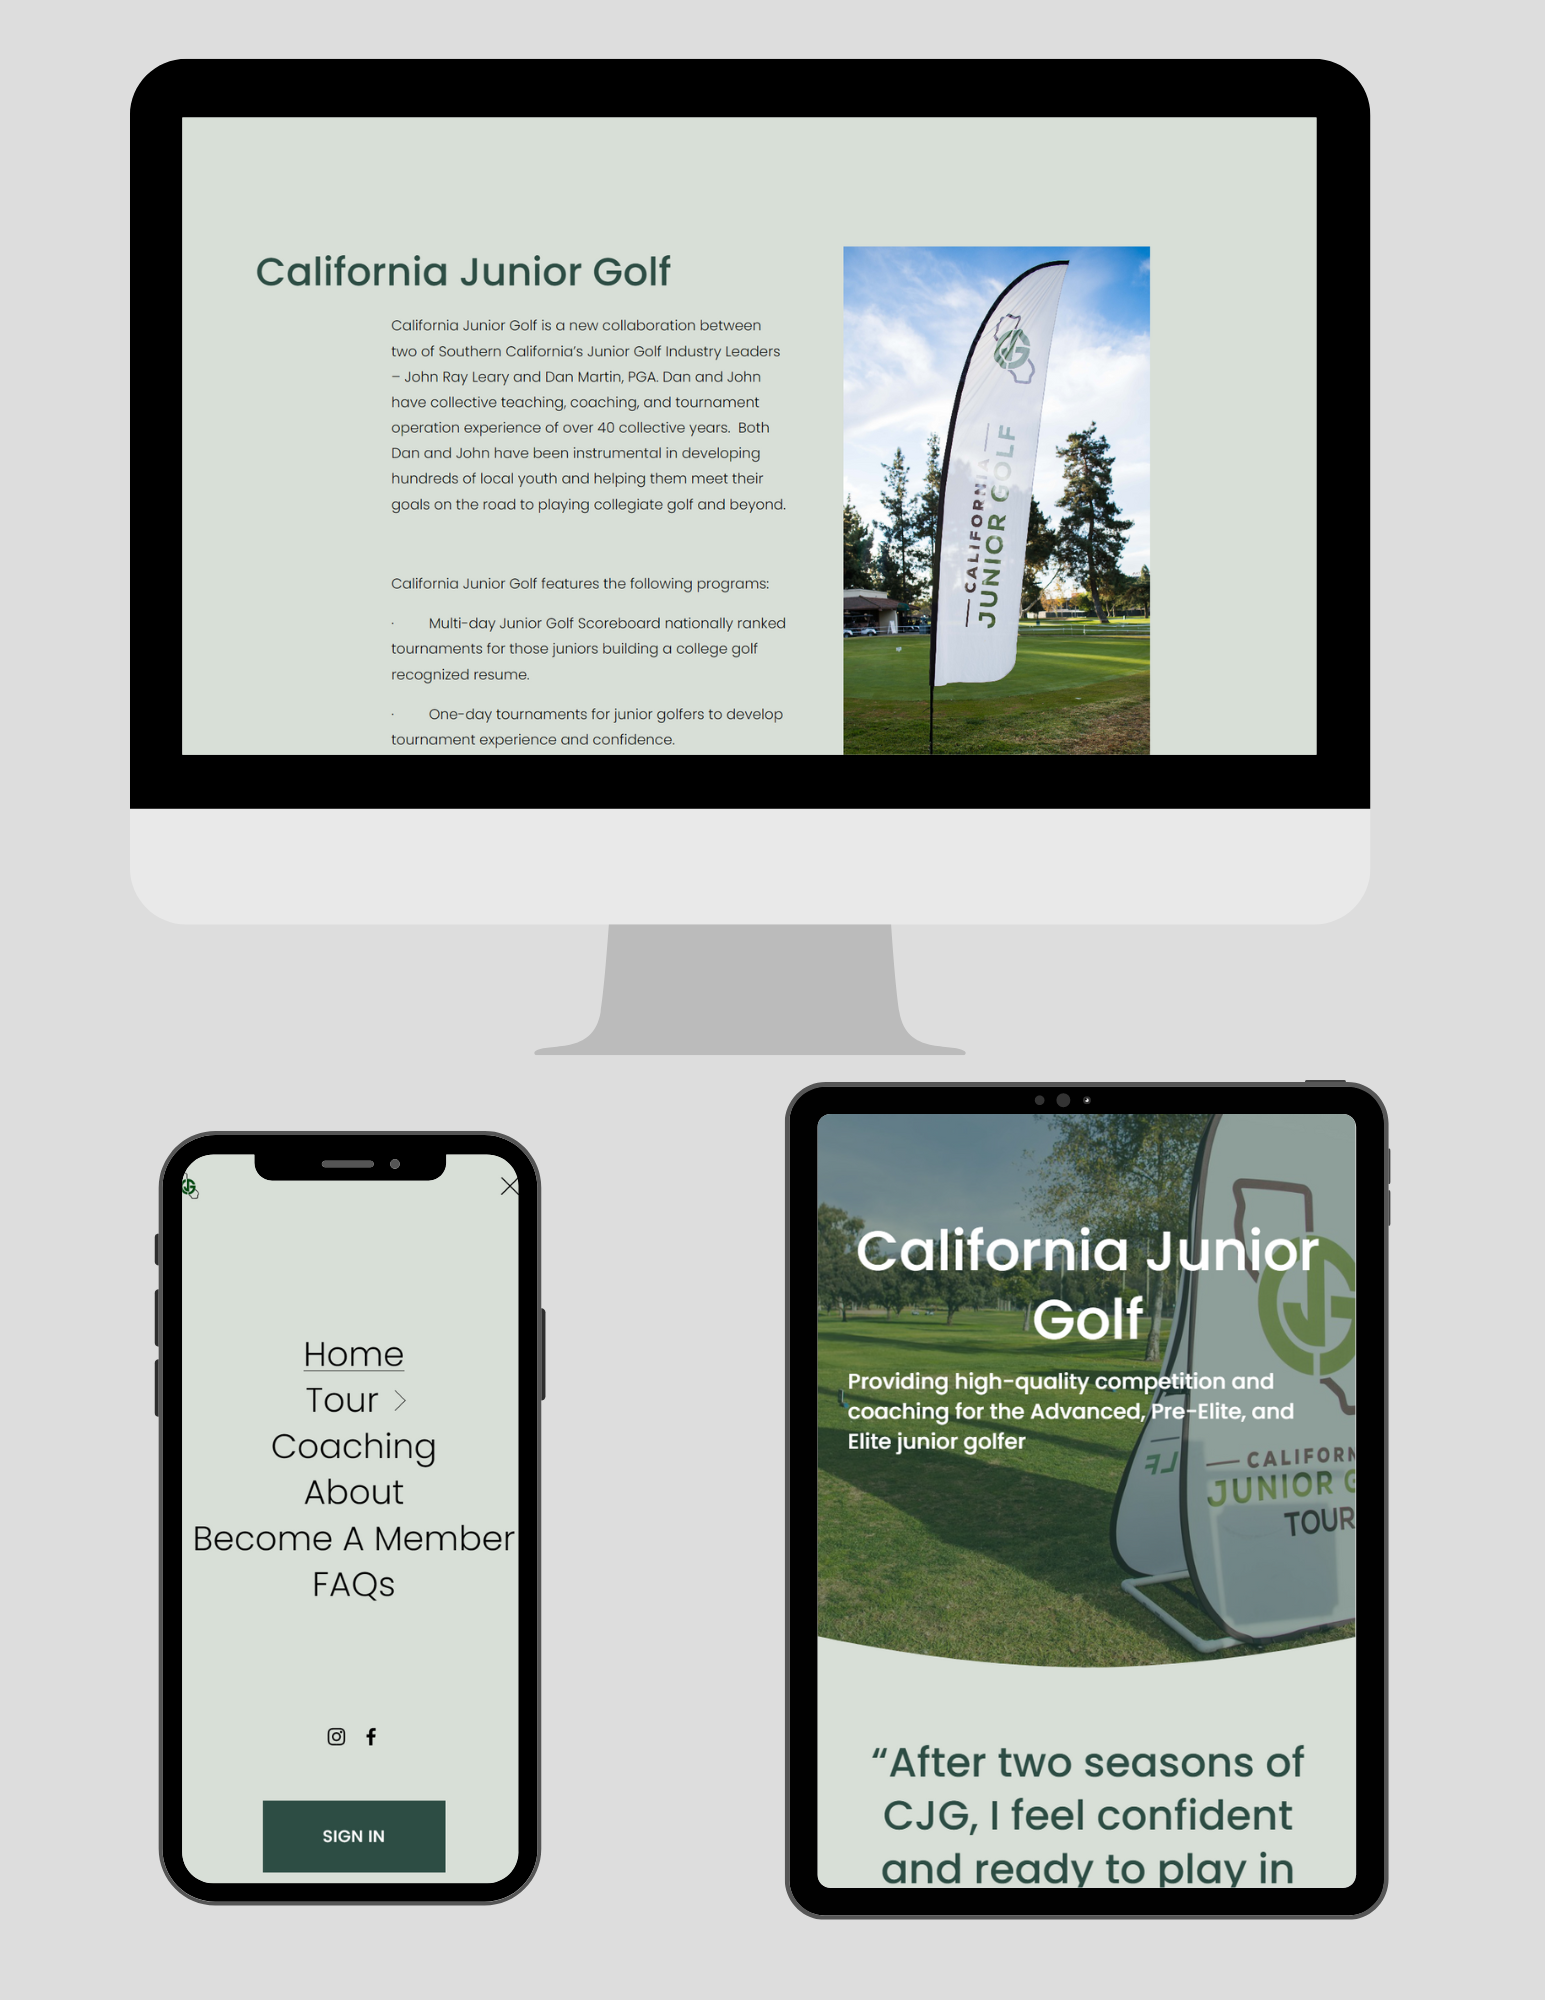 California Junior Golf
California Junior Golf is a new collaboration between
two of Southern California's Junior Golf Industry Leaders
– John Ray Leary and Dan Martin, PGA. Dan and John
have collective teaching, coaching, and tournament
operation experience of over 40 collective years.  Both
Dan and John have been instrumental in developing
hundreds of local youth and helping them meet their
goals on the road to playing collegiate golf and beyond.
California Junior Golf features the following programs:
· Multi-day Junior Golf Scoreboard nationally ranked
tournaments for those juniors building a college golf
recognized resume.
· One-day tournaments for junior golfers to develop
tournament experience and confidence.
CALIFORNIA
JUNIOR GOLF
Home
Tour
Coaching
About
Become A Member
FAQs
SIGN IN
California Junior
Golf
Providing high-quality competition and
coaching for the Advanced, Pre-Elite, and
Elite junior golfer
LF
CALIFORN
JUNIOR G
TOUR
“After two seasons of
CJG, I feel confident
and ready to play in